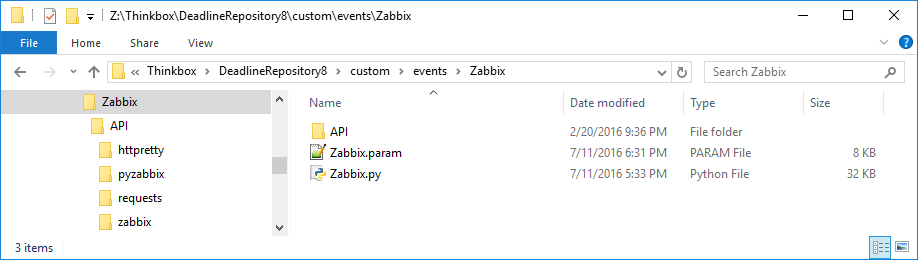 Z:\Thinkbox\DeadlineRepository8\custom\events\Zabbix
File Home Share View
« Thinkbox DeadlineRepository8 custom events Zabbix Search Zabbix
Zabbix
API
httpretty
pyzabbix
requests
zabbix
Name Date modified Type Size
API 2/20/2016 9:36 PM File folder
Zabbix.param 7/11/2016 6:31 PM PARAM File 8 KB
Zabbix.py 7/11/2016 5:33 PM Python File 32 KB
3 items